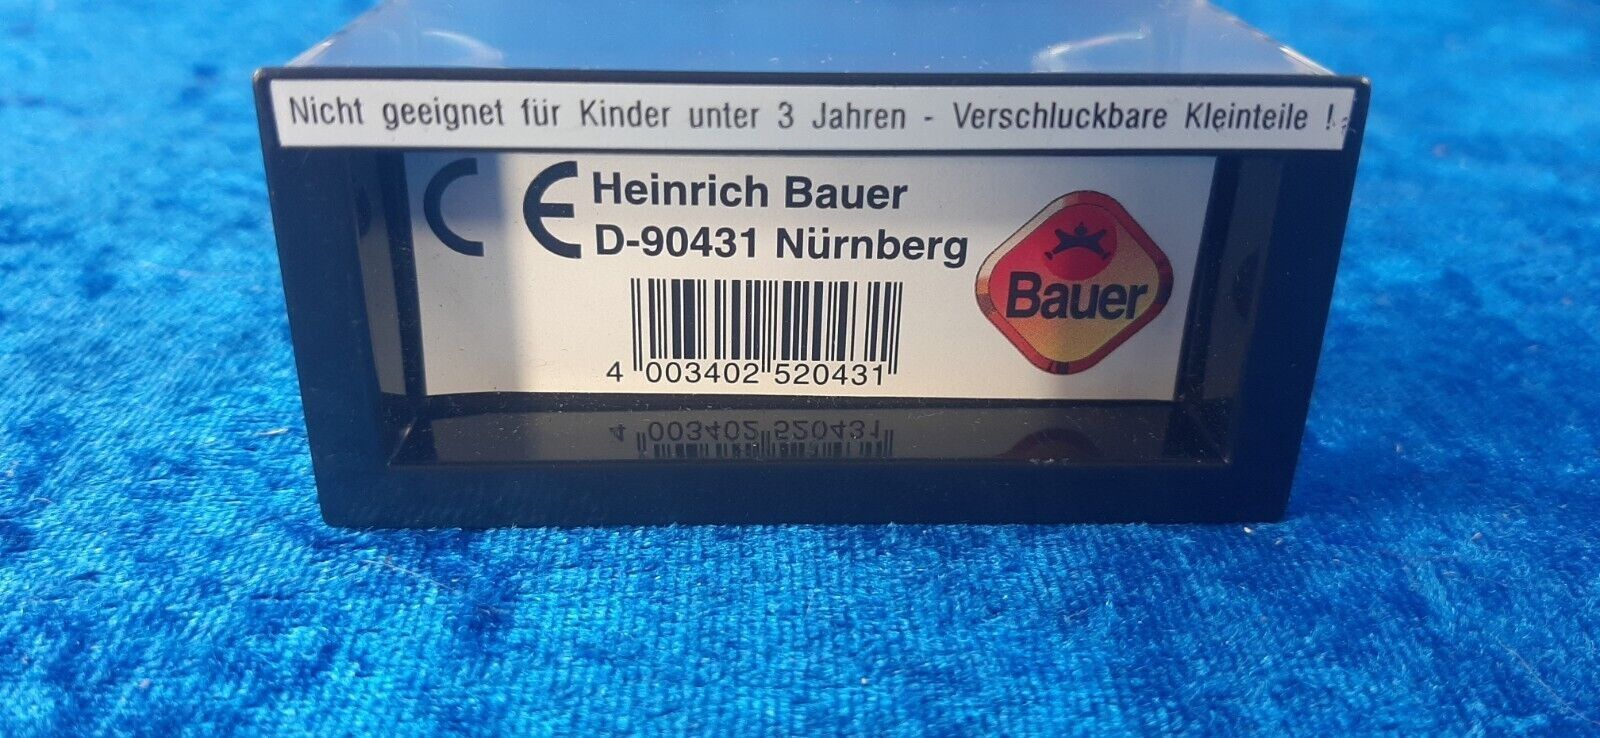 Nicht geeignet für Kinder unter 3 Jahren - Verschluckbare Kleinteile !
CE Heinrich Bauer
D-90431 Nürnberg
Bauer
4 003402 520431